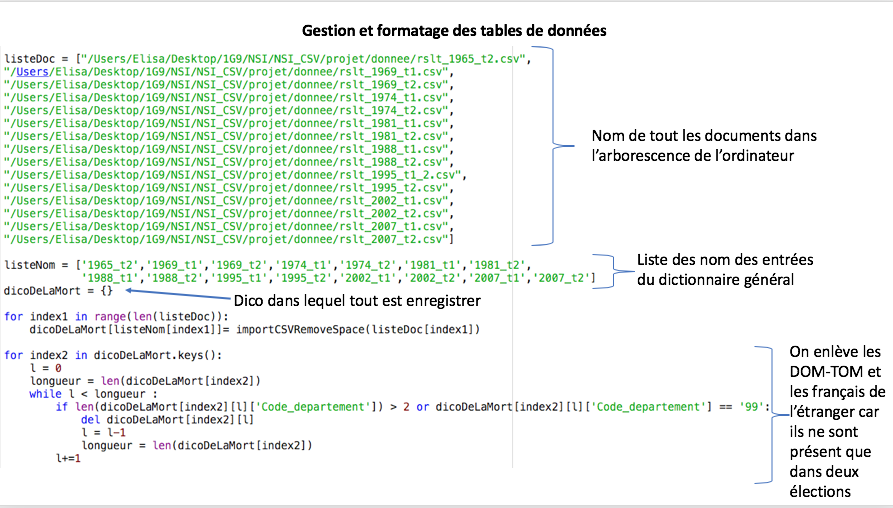 Gestion et formatage des tables de données
listeDoc = ["/Users/Elisa/Desktop/1G9/NSI/NSI_CSV/projet/donnee/rslt_1965_t2.csv",
"/Users/Elisa/Desktop/1G9/NSI/NSI_CSV/projet/donnee/rslt_1969_t1.csv",
"/Users/Elisa/Desktop/1G9/NSI/NSI_CSV/projet/donnee/rslt_1969_t2.csv",
"/Users/Elisa/Desktop/1G9/NSI/NSI_CSV/projet/donnee/rslt_1974_t1.csv",
"/Users/Elisa/Desktop/1G9/NSI/NSI_CSV/projet/donnee/rslt_1974_t2.csv",
"/Users/Elisa/Desktop/1G9/NSI/NSI_CSV/projet/donnee/rslt_1981_t1.csv",
"/Users/Elisa/Desktop/1G9/NSI/NSI_CSV/projet/donnee/rslt_1981_t2.csv",
"/Users/Elisa/Desktop/1G9/NSI/NSI_CSV/projet/donnee/rslt_1988_t1.csv",
"/Users/Elisa/Desktop/1G9/NSI/NSI_CSV/projet/donnee/rslt_1988_t2.csv",
"/Users/Elisa/Desktop/1G9/NSI/NSI_CSV/projet/donnee/rslt_1995_t1_2.csv",
"/Users/Elisa/Desktop/1G9/NSI/NSI_CSV/projet/donnee/rslt_1995_t2.csv",
"/Users/Elisa/Desktop/1G9/NSI/NSI_CSV/projet/donnee/rslt_2002_t1.csv",
"/Users/Elisa/Desktop/1G9/NSI/NSI_CSV/projet/donnee/rslt_2002_t2.csv",
"/Users/Elisa/Desktop/1G9/NSI/NSI_CSV/projet/donnee/rslt_2007_t1.csv",
"/Users/Elisa/Desktop/1G9/NSI/NSI_CSV/projet/donnee/rslt_2007_t2.csv"]
Nom de tout les documents dans
l'arborescence de l'ordinateur
listeNom = ['1965_t2','1969_t1','1969_t2','1974_t1','1974_t2','1981_t1','1981_t2',
'1988_t1','1988_t2','1995_t1','1995_t2','2002_t1','2002_t2','2007_t1','2007_t2']
Liste des nom des entrées
du dictionnaire général
dicoDeLaMort = {}
Dico dans lequel tout est enregistrer
for index1 in range(len(listeDoc)):
dicoDeLaMort[listeNom[index1]]= importCSVRemoveSpace(listeDoc[index1])
for index2 in dicoDeLaMort.keys():
l = 0
longueur = len(dicoDeLaMort[index2])
while l < longueur :
if len(dicoDeLaMort[index2][l]['Code_departement']) > 2 or dicoDeLaMort[index2][l]['Code_departement'] == '99':
del dicoDeLaMort[index2][l]
l = l-1
longueur = len(dicoDeLaMort[index2])
l+=1
On enlève les
DOM-TOM et
les français de
l'étranger car
ils ne sont
présent que
dans deux
élections